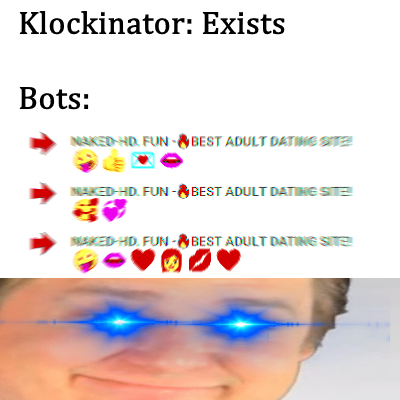 Klockinator: Exists
Bots:
NAKED-HD. FUN -🔥BEST ADULT DATING SITE!
NAKED-HD. FUN -🔥BEST ADULT DATING SITE!
NAKED-HD. FUN -🔥BEST ADULT DATING SITE!